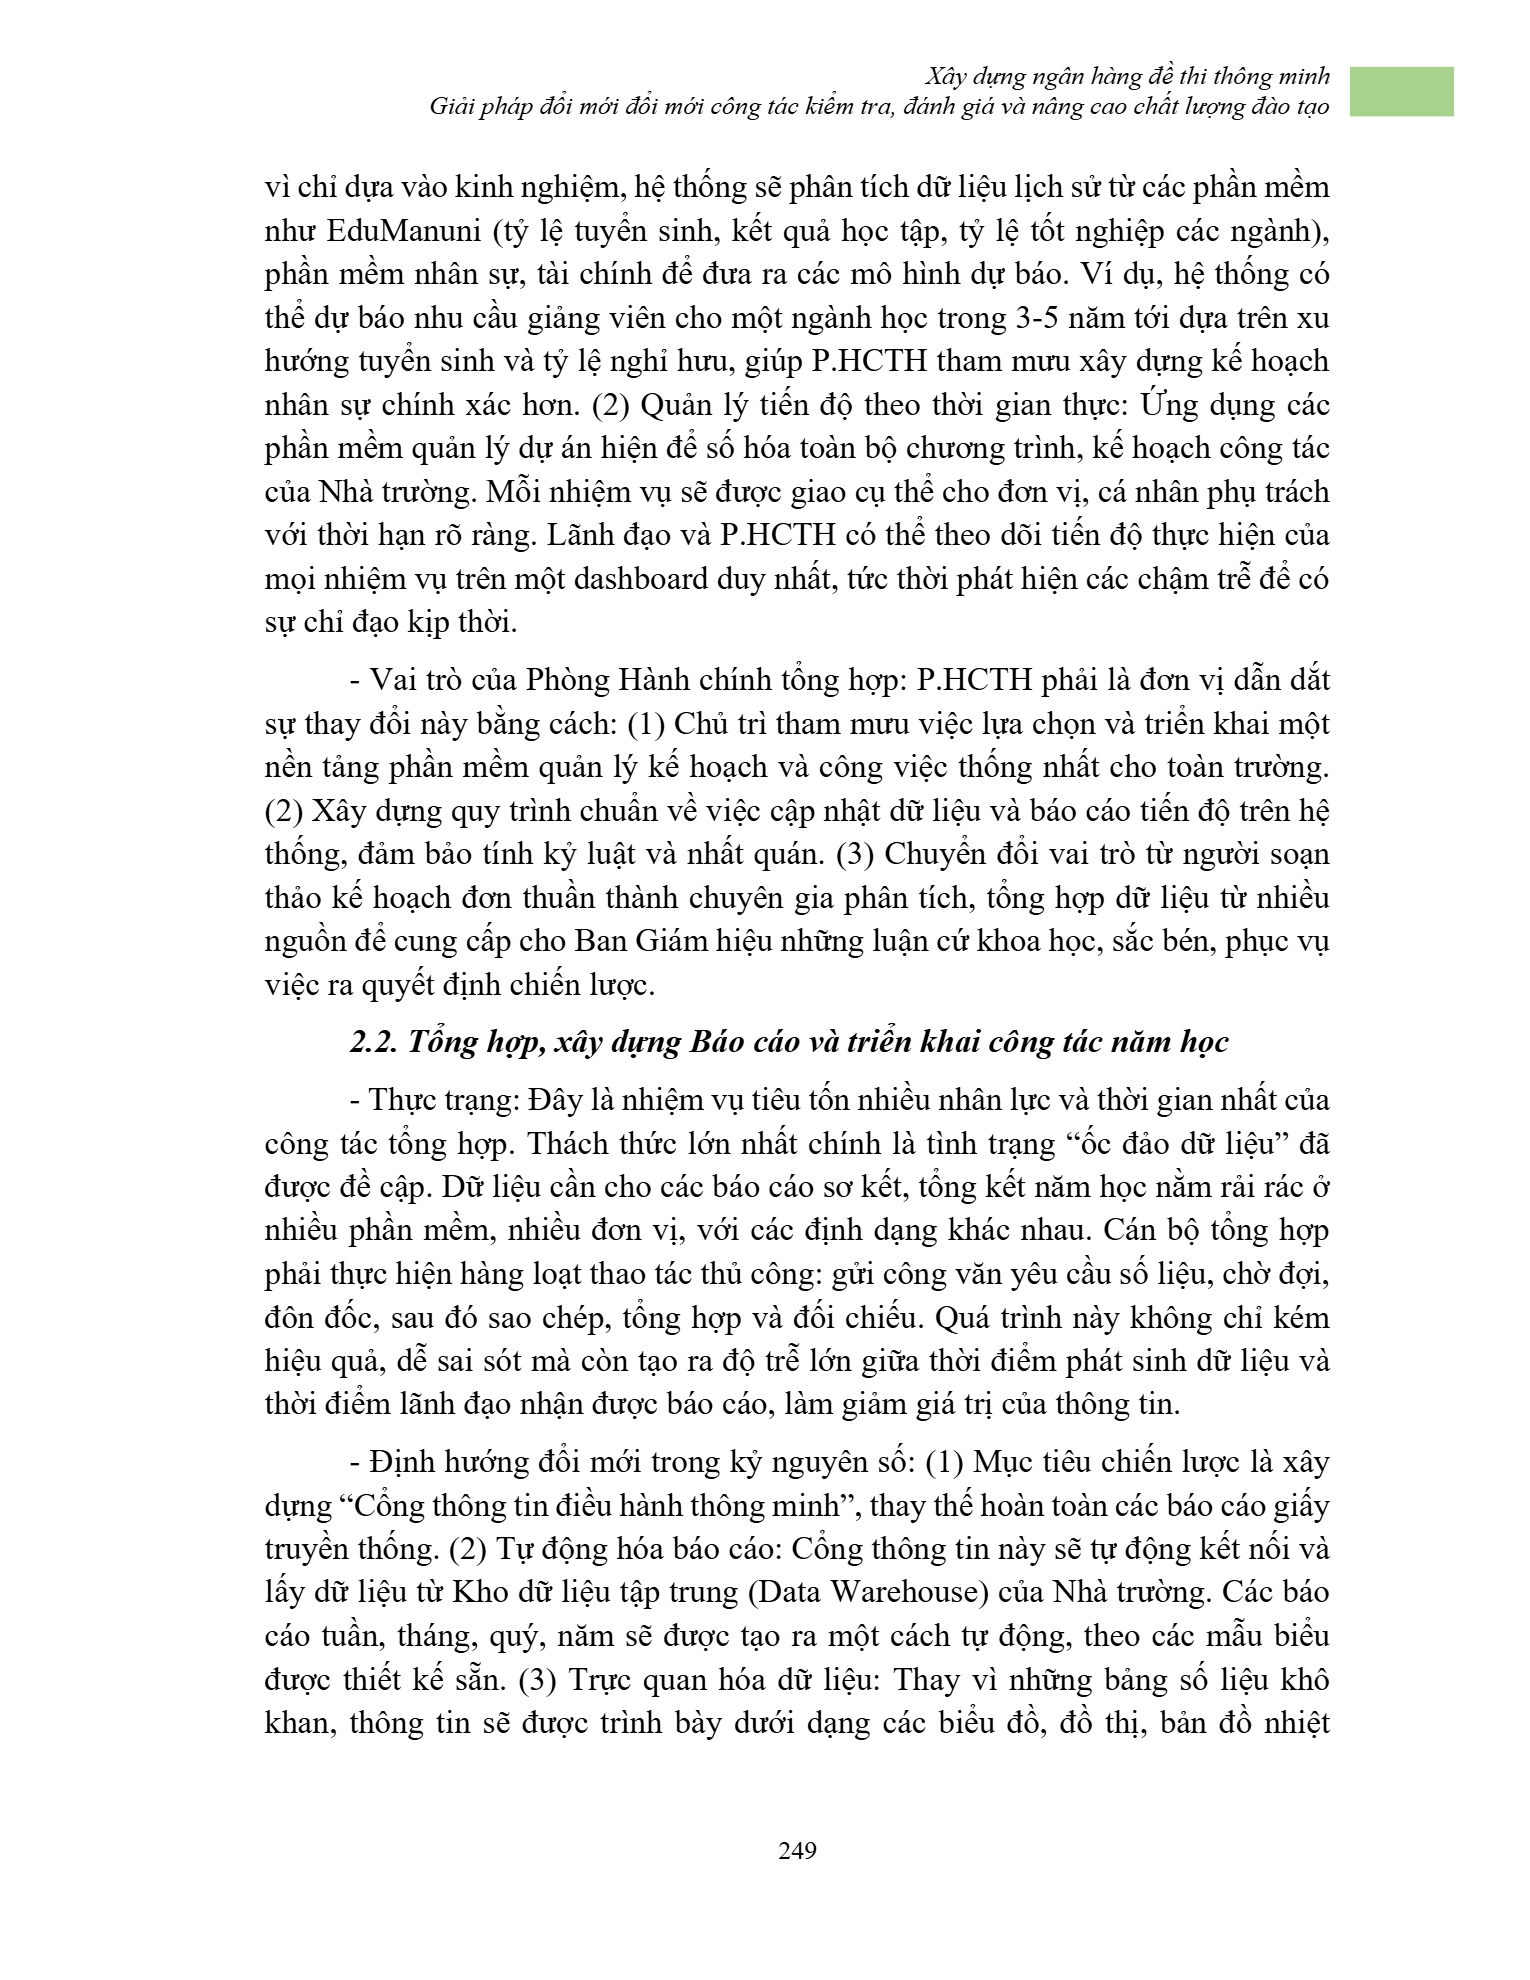 Xây dựng ngân hàng đề thi thông minh
Giải pháp đổi mới đổi mới công tác kiểm tra, đánh giá và nâng cao chất lượng đào tạo
vì chỉ dựa vào kinh nghiệm, hệ thống sẽ phân tích dữ liệu lịch sử từ các phần mềm
như EduManuni (tỷ lệ tuyển sinh, kết quả học tập, tỷ lệ tốt nghiệp các ngành),
phần mềm nhân sự, tài chính để đưa ra các mô hình dự báo. Ví dụ, hệ thống có
thể dự báo nhu cầu giảng viên cho một ngành học trong 3-5 năm tới dựa trên xu
hướng tuyển sinh và tỷ lệ nghỉ hưu, giúp P.HCTH tham mưu xây dựng kế hoạch
nhân sự chính xác hơn. (2) Quản lý tiến độ theo thời gian thực: Ứng dụng các
phần mềm quản lý dự án hiện để số hóa toàn bộ chương trình, kế hoạch công tác
của Nhà trường. Mỗi nhiệm vụ sẽ được giao cụ thể cho đơn vị, cá nhân phụ trách
với thời hạn rõ ràng. Lãnh đạo và P.HCTH có thể theo dõi tiến độ thực hiện của
mọi nhiệm vụ trên một dashboard duy nhất, tức thời phát hiện các chậm trễ để có
sự chỉ đạo kịp thời.
- Vai trò của Phòng Hành chính tổng hợp: P.HCTH phải là đơn vị dẫn dắt
sự thay đổi này bằng cách: (1) Chủ trì tham mưu việc lựa chọn và triển khai một
nền tảng phần mềm quản lý kế hoạch và công việc thống nhất cho toàn trường.
(2) Xây dựng quy trình chuẩn về việc cập nhật dữ liệu và báo cáo tiến độ trên hệ
thống, đảm bảo tính kỷ luật và nhất quán. (3) Chuyển đổi vai trò từ người soạn
thảo kế hoạch đơn thuần thành chuyên gia phân tích, tổng hợp dữ liệu từ nhiều
nguồn để cung cấp cho Ban Giám hiệu những luận cứ khoa học, sắc bén, phục vụ
việc ra quyết định chiến lược.
2.2. Tổng hợp, xây dựng Báo cáo và triển khai công tác năm học
- Thực trạng: Đây là nhiệm vụ tiêu tốn nhiều nhân lực và thời gian nhất của
công tác tổng hợp. Thách thức lớn nhất chính là tình trạng “ốc đảo dữ liệu” đã
được đề cập. Dữ liệu cần cho các báo cáo sơ kết, tổng kết năm học nằm rải rác ở
nhiều phần mềm, nhiều đơn vị, với các định dạng khác nhau. Cán bộ tổng hợp
phải thực hiện hàng loạt thao tác thủ công: gửi công văn yêu cầu số liệu, chờ đợi,
đôn đốc, sau đó sao chép, tổng hợp và đối chiếu. Quá trình này không chỉ kém
hiệu quả, dễ sai sót mà còn tạo ra độ trễ lớn giữa thời điểm phát sinh dữ liệu và
thời điểm lãnh đạo nhận được báo cáo, làm giảm giá trị của thông tin.
- Định hướng đổi mới trong kỷ nguyên số: (1) Mục tiêu chiến lược là xây
dựng “Cổng thông tin điều hành thông minh”, thay thế hoàn toàn các báo cáo giấy
truyền thống. (2) Tự động hóa báo cáo: Cổng thông tin này sẽ tự động kết nối và
lấy dữ liệu từ Kho dữ liệu tập trung (Data Warehouse) của Nhà trường. Các báo
cáo tuần, tháng, quý, năm sẽ được tạo ra một cách tự động, theo các mẫu biểu
được thiết kế sẵn. (3) Trực quan hóa dữ liệu: Thay vì những bảng số liệu khô
khan, thông tin sẽ được trình bày dưới dạng các biểu đồ, đồ thị, bản đồ nhiệt
249